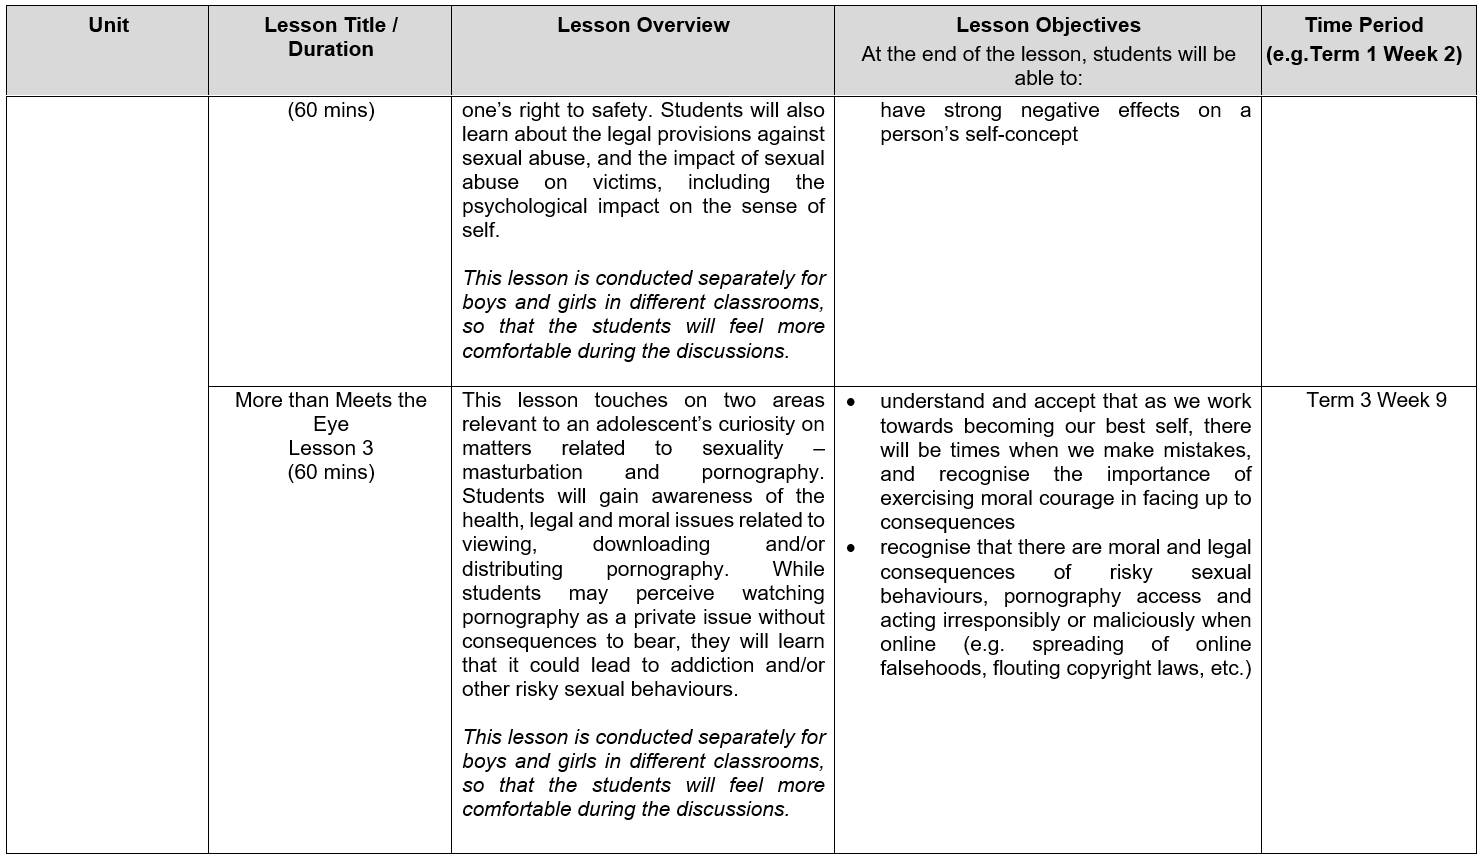 Unit
Lesson Title /
Duration
Lesson Overview
Lesson Objectives
At the end of the lesson, students will be
able to:
Time Period
(e.g.Term 1 Week 2)
(60 mins)
one’s right to safety. Students will also
learn about the legal provisions against
sexual abuse, and the impact of sexual
abuse on victims, including the
psychological impact on the sense of
self.
This lesson is conducted separately for
boys and girls in different classrooms,
so that the students will feel more
comfortable during the discussions.
have strong negative effects on a
person’s self-concept
More than Meets the
Eye
Lesson 3
(60 mins)
This lesson touches on two areas
relevant to an adolescent’s curiosity on
matters related to sexuality –
masturbation and pornography.
Students will gain awareness of the
health, legal and moral issues related to
viewing, downloading and/or
distributing pornography. While
students may perceive watching
pornography as a private issue without
consequences to bear, they will learn
that it could lead to addiction and/or
other risky sexual behaviours.
This lesson is conducted separately for
boys and girls in different classrooms,
so that the students will feel more
comfortable during the discussions.
• understand and accept that as we work
towards becoming our best self, there
will be times when we make mistakes,
and recognise the importance of
exercising moral courage in facing up to
consequences
• recognise that there are moral and legal
consequences of risky sexual
behaviours, pornography access and
acting irresponsibly or maliciously when
online (e.g. spreading of online
falsehoods, flouting copyright laws, etc.)
Term 3 Week 9